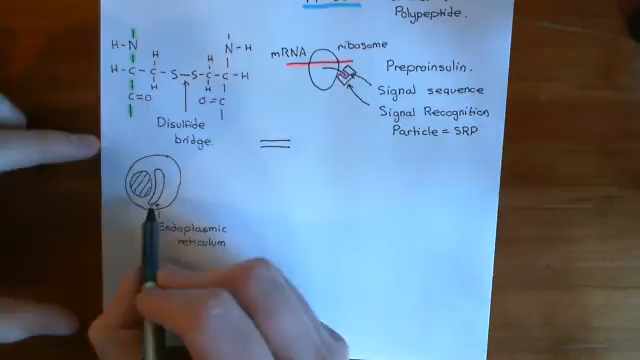 Polypeptide.
H-N
H
N-H
H-C-C-S-S-C-C-H
H
H
C=O
O=C
Disulfide
bridge.
mRNA
ribosome
Preproinsulin.
Signal sequence
Signal Recognition
Particle = SRP
Endoplasmic
reticulum